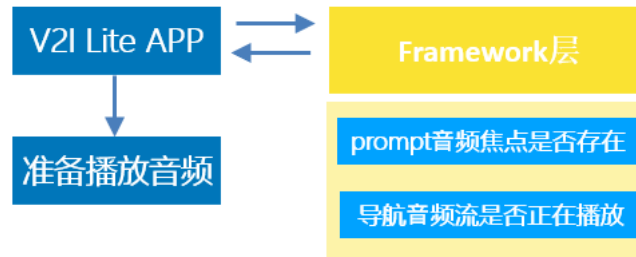 V2I Lite APP
Framework层
准备播放音频
prompt音频焦点是否存在
导航音频流是否正在播放